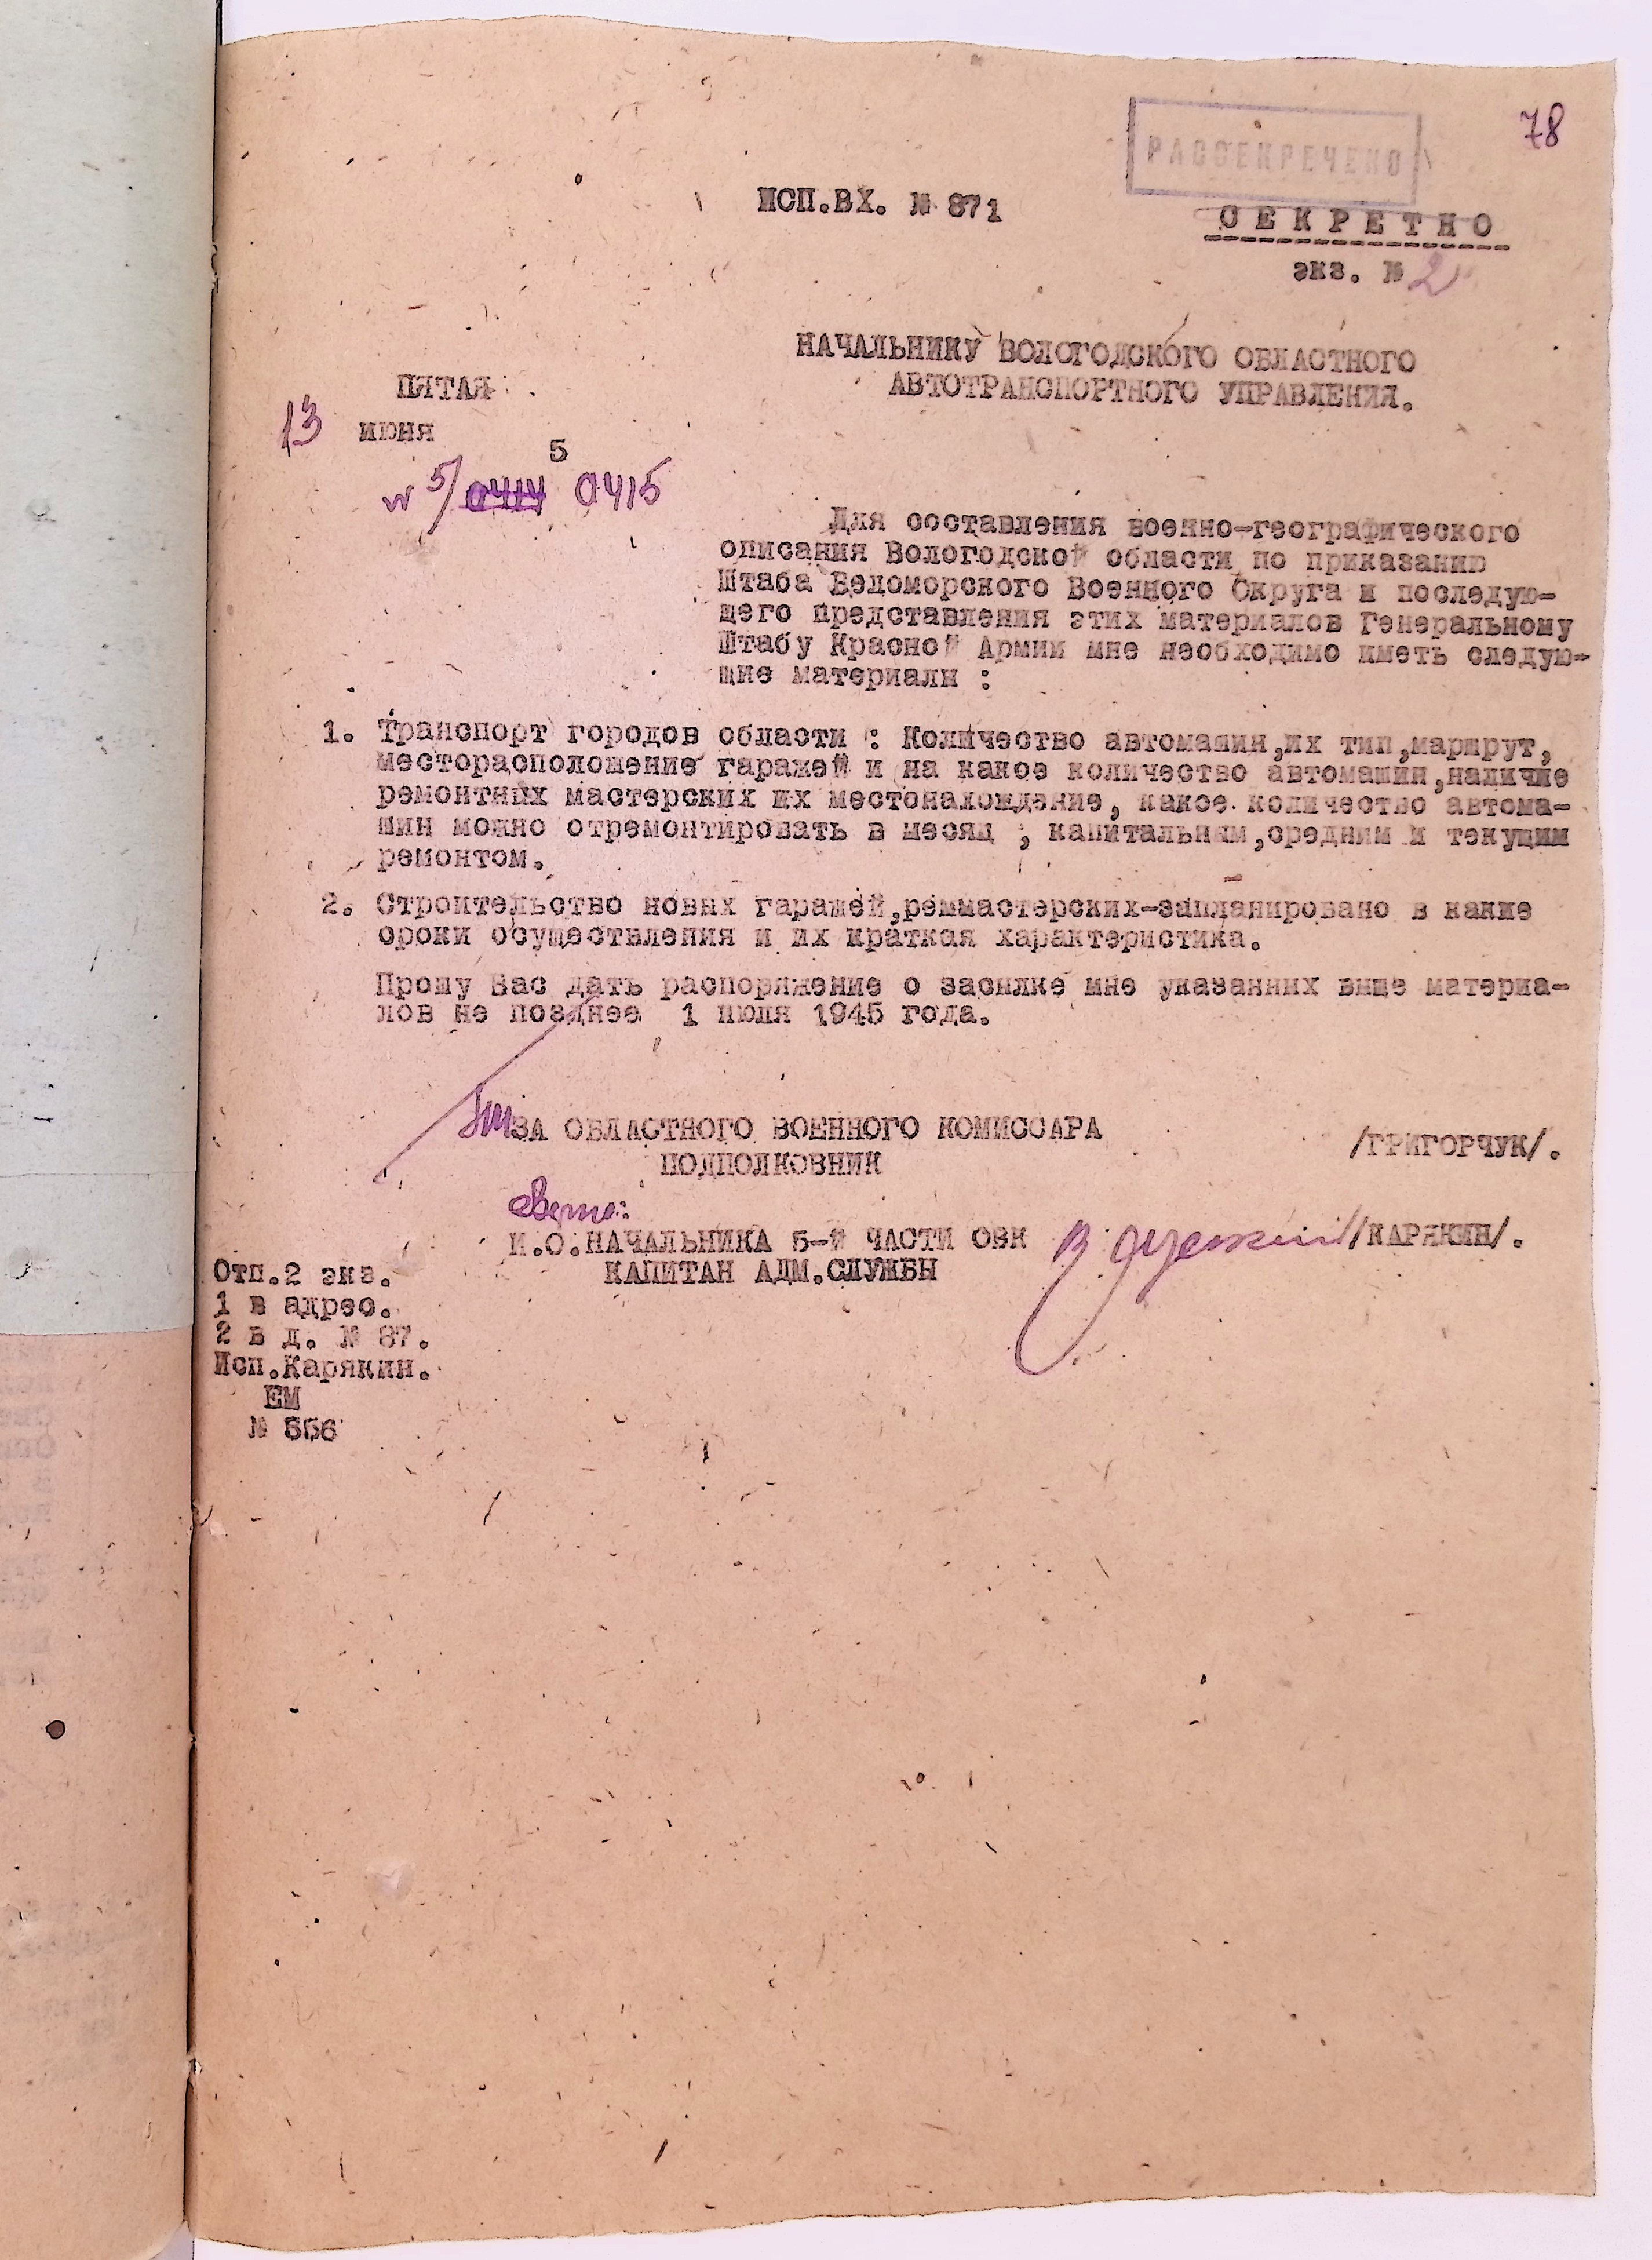 78
РАССЕКРЕЧЕНО
ИСП.ВХ. № 871
СЕКРЕТНО
экз. № 2
НАЧАЛЬНИКУ ВОЛОГОДСКОГО ОБЛАСТНОГО
АВТОТРАНСПОРТНОГО УПРАВЛЕНИЯ.
ПЯТАЯ
13 июня
5
№ 5/0414 0415
Для составления военно-географического
описания Вологодской области по приказанию
Штаба Беломорского Военного Округа и последую-
щего представления этих материалов Генеральному
Штабу Красной Армии мне необходимо иметь следую-
щие материалы :
1. Транспорт городов области : Количество автомашин,их тип,маршрут,
месторасположение гаражей и на какое количество автомашин,наличие
ремонтных мастерских их местонахождение, какое количество автома-
шин можно отремонтировать в месяц , капитальным,средним и текущим
ремонтом.
2. Строительство новых гаражей,реммастерских-запланировано в какие
сроки осуществления и их краткая характеристика.
Прошу Вас дать распоряжение о засылке мне указанных выше материа-
лов не позднее 1 июля 1945 года.
ЗА ОБЛАСТНОГО ВОЕННОГО КОМИССАРА
ПОДПОЛКОВНИК /ГРИГОРЧУК/.
Верно:
И.О.НАЧАЛЬНИКА 5-й ЧАСТИ ОВК /КАРЯКИН/.
КАПИТАН АДМ.СЛУЖБЫ
Отп.2 экз.
1 в адрес.
2 в д. № 87.
Исп.Карякин.
ЕМ
№ 556